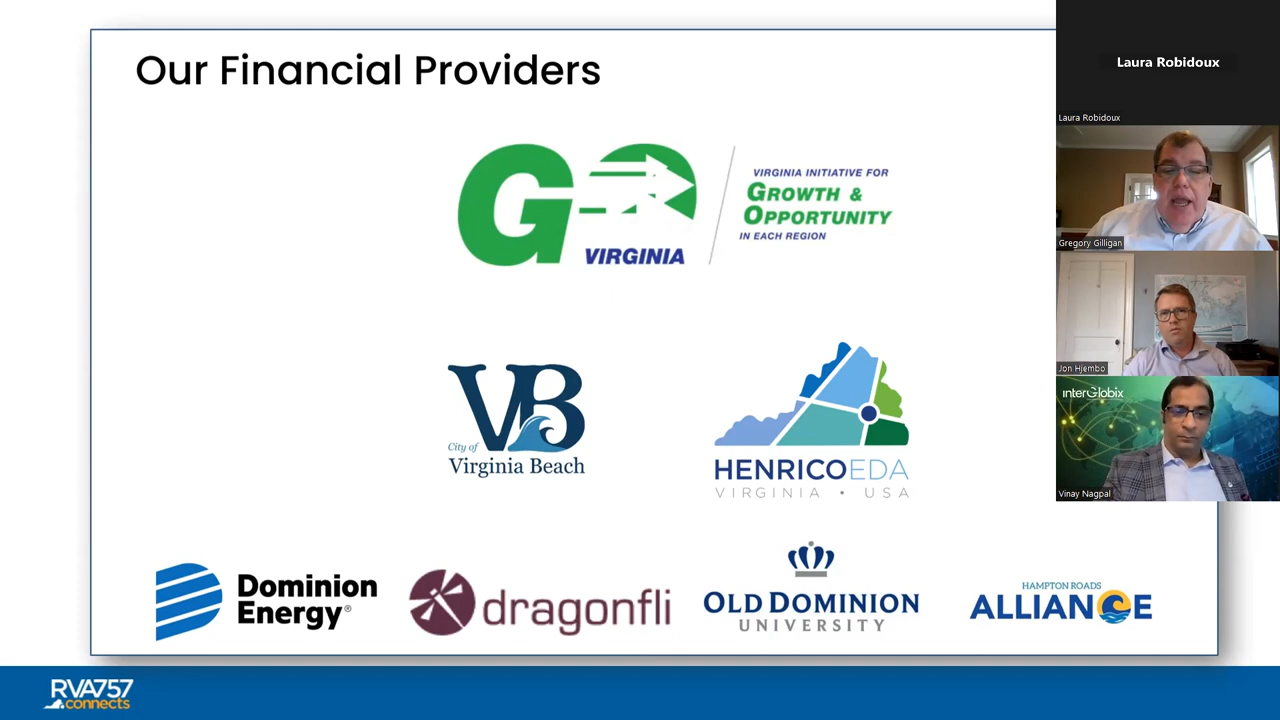 Our Financial Providers
GO
VIRGINIA
VIRGINIA INITIATIVE FOR
GROWTH &
OPPORTUNITY
IN EACH REGION
VB
City of
Virginia Beach
HENRICOEDA
VIRGINIA • USA
Dominion
Energy®
dragonfli
OLD DOMINION
UNIVERSITY
HAMPTON ROADS
ALLIANCE
RVA757
connects
Laura Robidoux
Laura Robidoux
Gregory Gilligan
Jon Hjembo
interGlobix
Vinay Nagpal